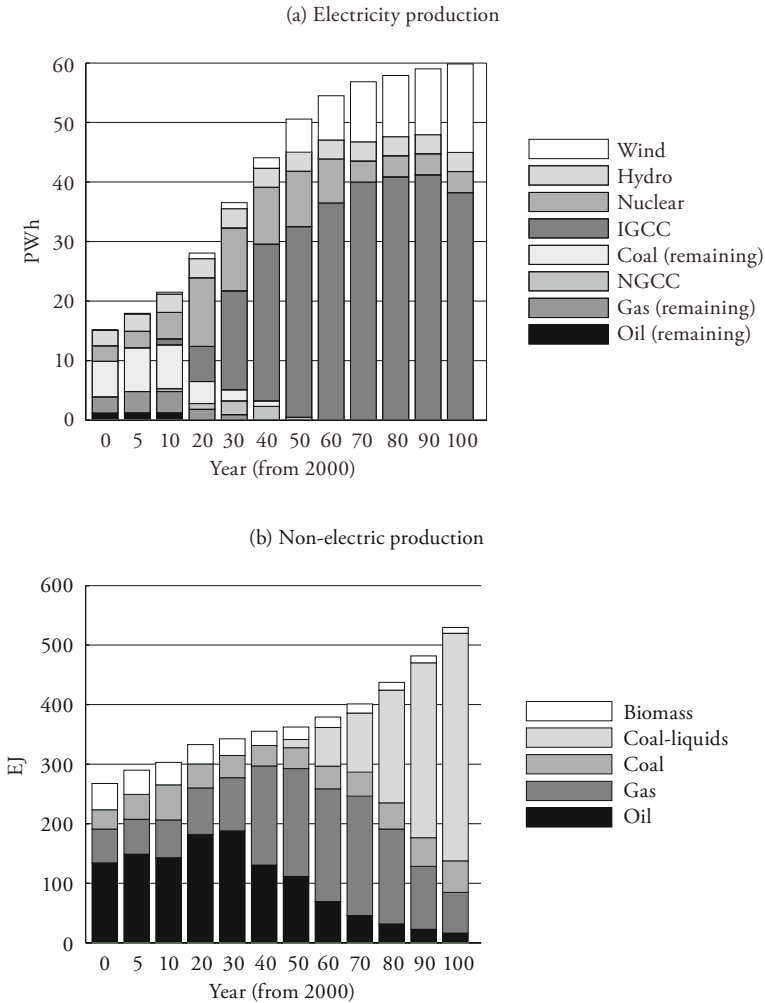 (a) Electricity production
60
50
40
30
20
10
0
PWh
0 5 10 20 30 40 50 60 70 80 90 100
Year (from 2000)
Wind
Hydro
Nuclear
IGCC
Coal (remaining)
NGCC
Gas (remaining)
Oil (remaining)
(b) Non-electric production
600
500
400
300
200
100
0
EJ
0 5 10 20 30 40 50 60 70 80 90 100
Year (from 2000)
Biomass
Coal-liquids
Coal
Gas
Oil